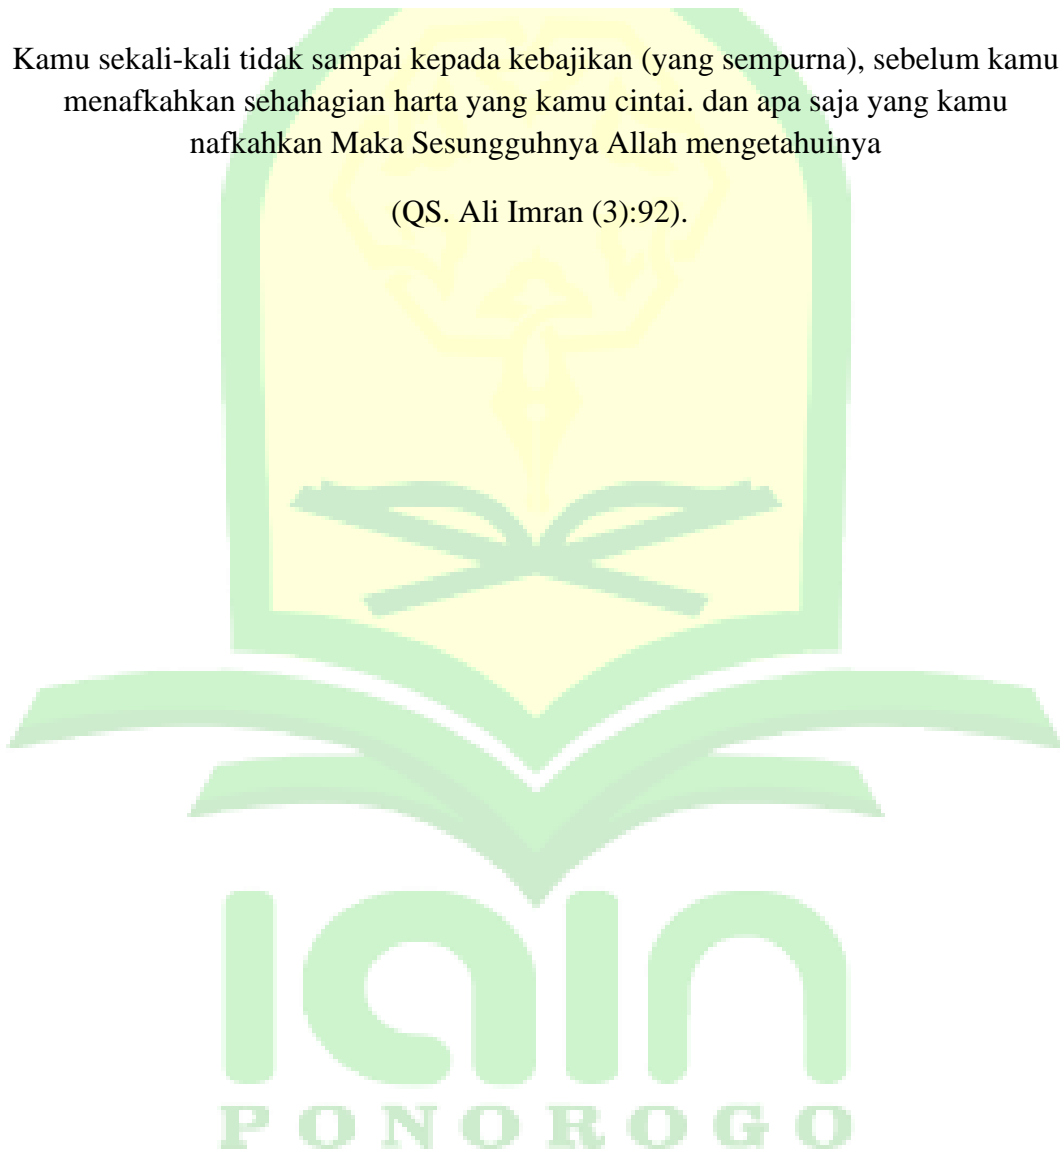 Kamu sekali-kali tidak sampai kepada kebajikan (yang sempurna), sebelum kamu
menafkahkan sehahagian harta yang kamu cintai. dan apa saja yang kamu
nafkahkan Maka Sesungguhnya Allah mengetahuinya
(QS. Ali Imran (3):92).
iain
PONOROGO